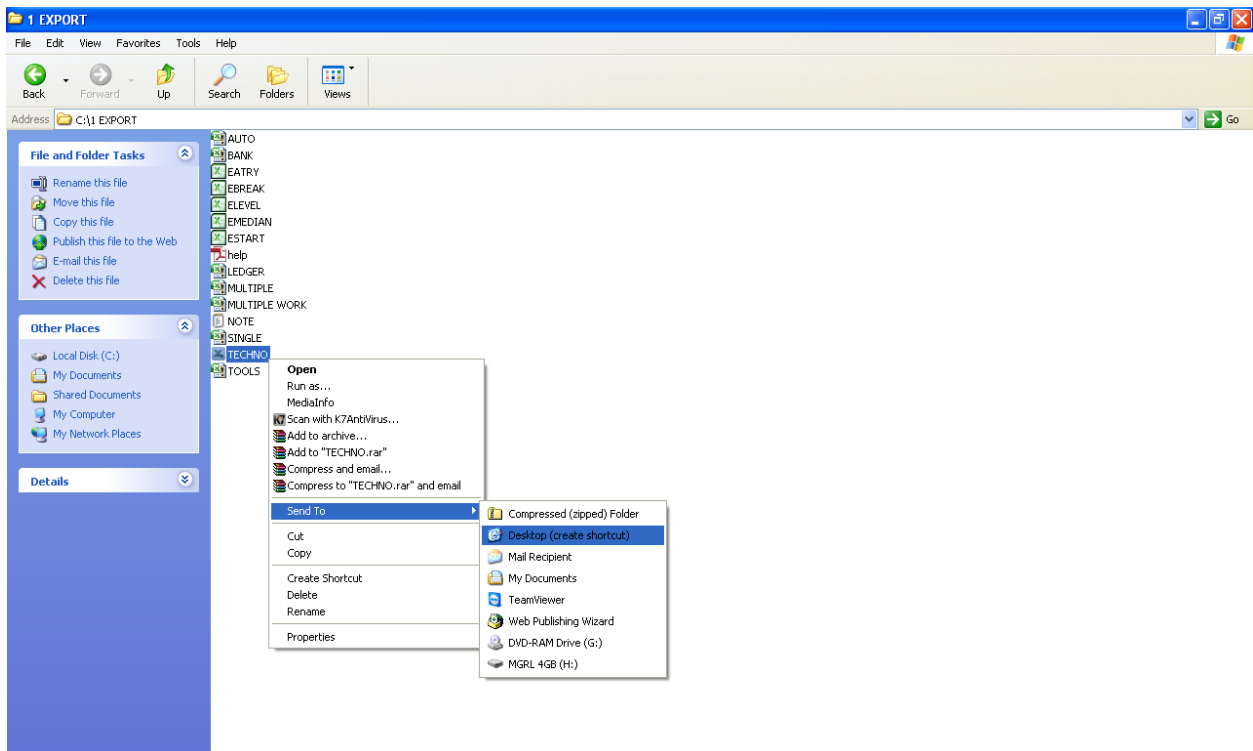 1 EXPORT
File Edit View Favorites Tools Help
Back Forward Up Search Folders Views
Address C:\1 EXPORT Go
File and Folder Tasks
Rename this file
Move this file
Copy this file
Publish this file to the Web
E-mail this file
Delete this file
Other Places
Local Disk (C:)
My Documents
Shared Documents
My Computer
My Network Places
Details
AUTO
BANK
EATRY
EBREAK
ELEVEL
EMEDIAN
ESTART
help
LEDGER
MULTIPLE
MULTIPLE WORK
NOTE
SINGLE
TECHNO
TOOLS
Open
Run as...
MediaInfo
K7 Scan with K7AntiVirus...
Add to archive...
Add to "TECHNO.rar"
Compress and email...
Compress to "TECHNO.rar" and email
Send To
Cut
Copy
Create Shortcut
Delete
Rename
Properties
Compressed (zipped) Folder
Desktop (create shortcut)
Mail Recipient
My Documents
TeamViewer
Web Publishing Wizard
DVD-RAM Drive (G:)
MGRL 4GB (H:)